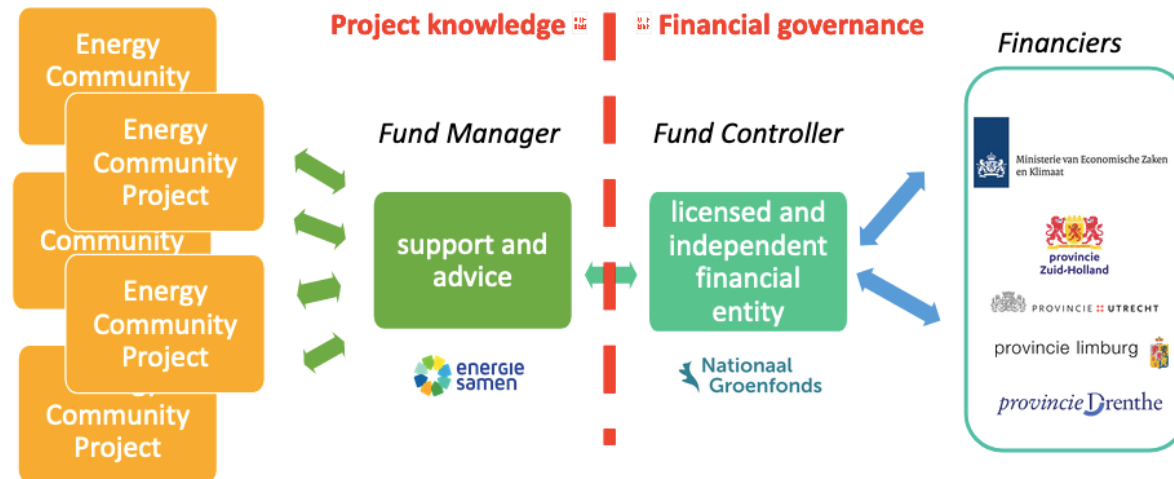 Project knowledge
Financial governance
Financiers
Energy
Community
Energy
Community
Project
Community
Energy
Community
Project
Community
Project
Fund Manager
support and
advice
energie
samen
Fund Controller
licensed and
independent
financial
entity
Nationaal
Groenfonds
Ministerie van Economische Zaken
en Klimaat
provincie
Zuid-Holland
PROVINCIE UTRECHT
provincie limburg
provincie Drenthe